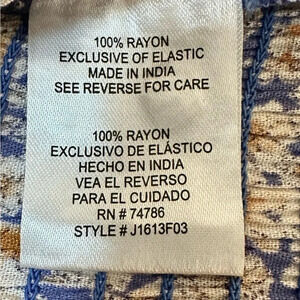 100% RAYON
EXCLUSIVE OF ELASTIC
MADE IN INDIA
SEE REVERSE FOR CARE
100% RAYON
EXCLUSIVO DE ELÁSTICO
HECHO EN INDIA
VEA EL REVERSO
PARA EL CUIDADO
RN # 74786
STYLE # J1613F03